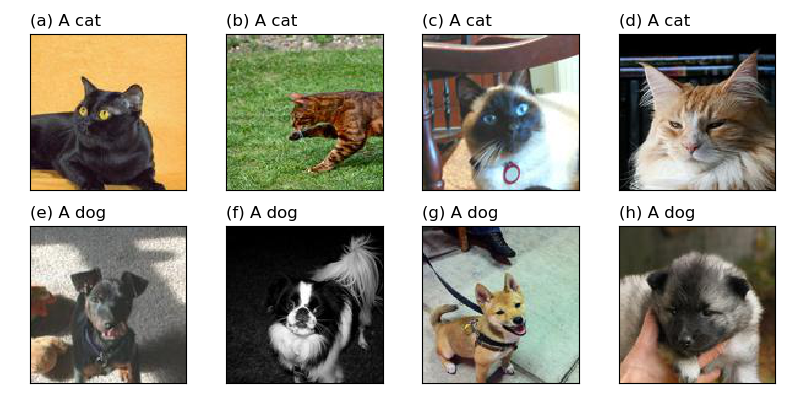 (a) A cat
(b) A cat
(c) A cat
(d) A cat
(e) A dog
(f) A dog
(g) A dog
(h) A dog